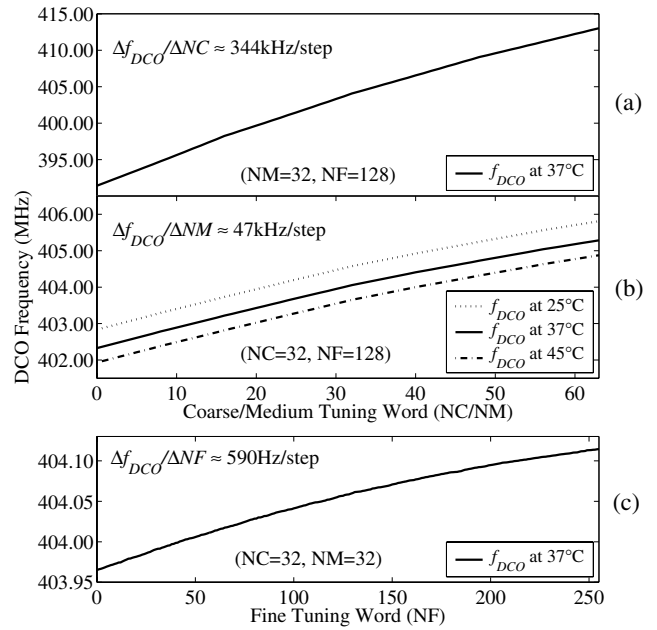 415.00
410.00
405.00
400.00
395.00
Δf_DCO/ΔNC ≈ 344kHz/step
(NM=32, NF=128)
f_DCO at 37°C
(a)
DCO Frequency (MHz)
406.00
405.00
404.00
403.00
402.00
Δf_DCO/ΔNM ≈ 47kHz/step
(NC=32, NF=128)
f_DCO at 25°C
f_DCO at 37°C
f_DCO at 45°C
(b)
0 10 20 30 40 50 60
Coarse/Medium Tuning Word (NC/NM)
404.10
404.05
404.00
403.95
Δf_DCO/ΔNF ≈ 590Hz/step
(NC=32, NM=32)
f_DCO at 37°C
(c)
0 50 100 150 200 250
Fine Tuning Word (NF)